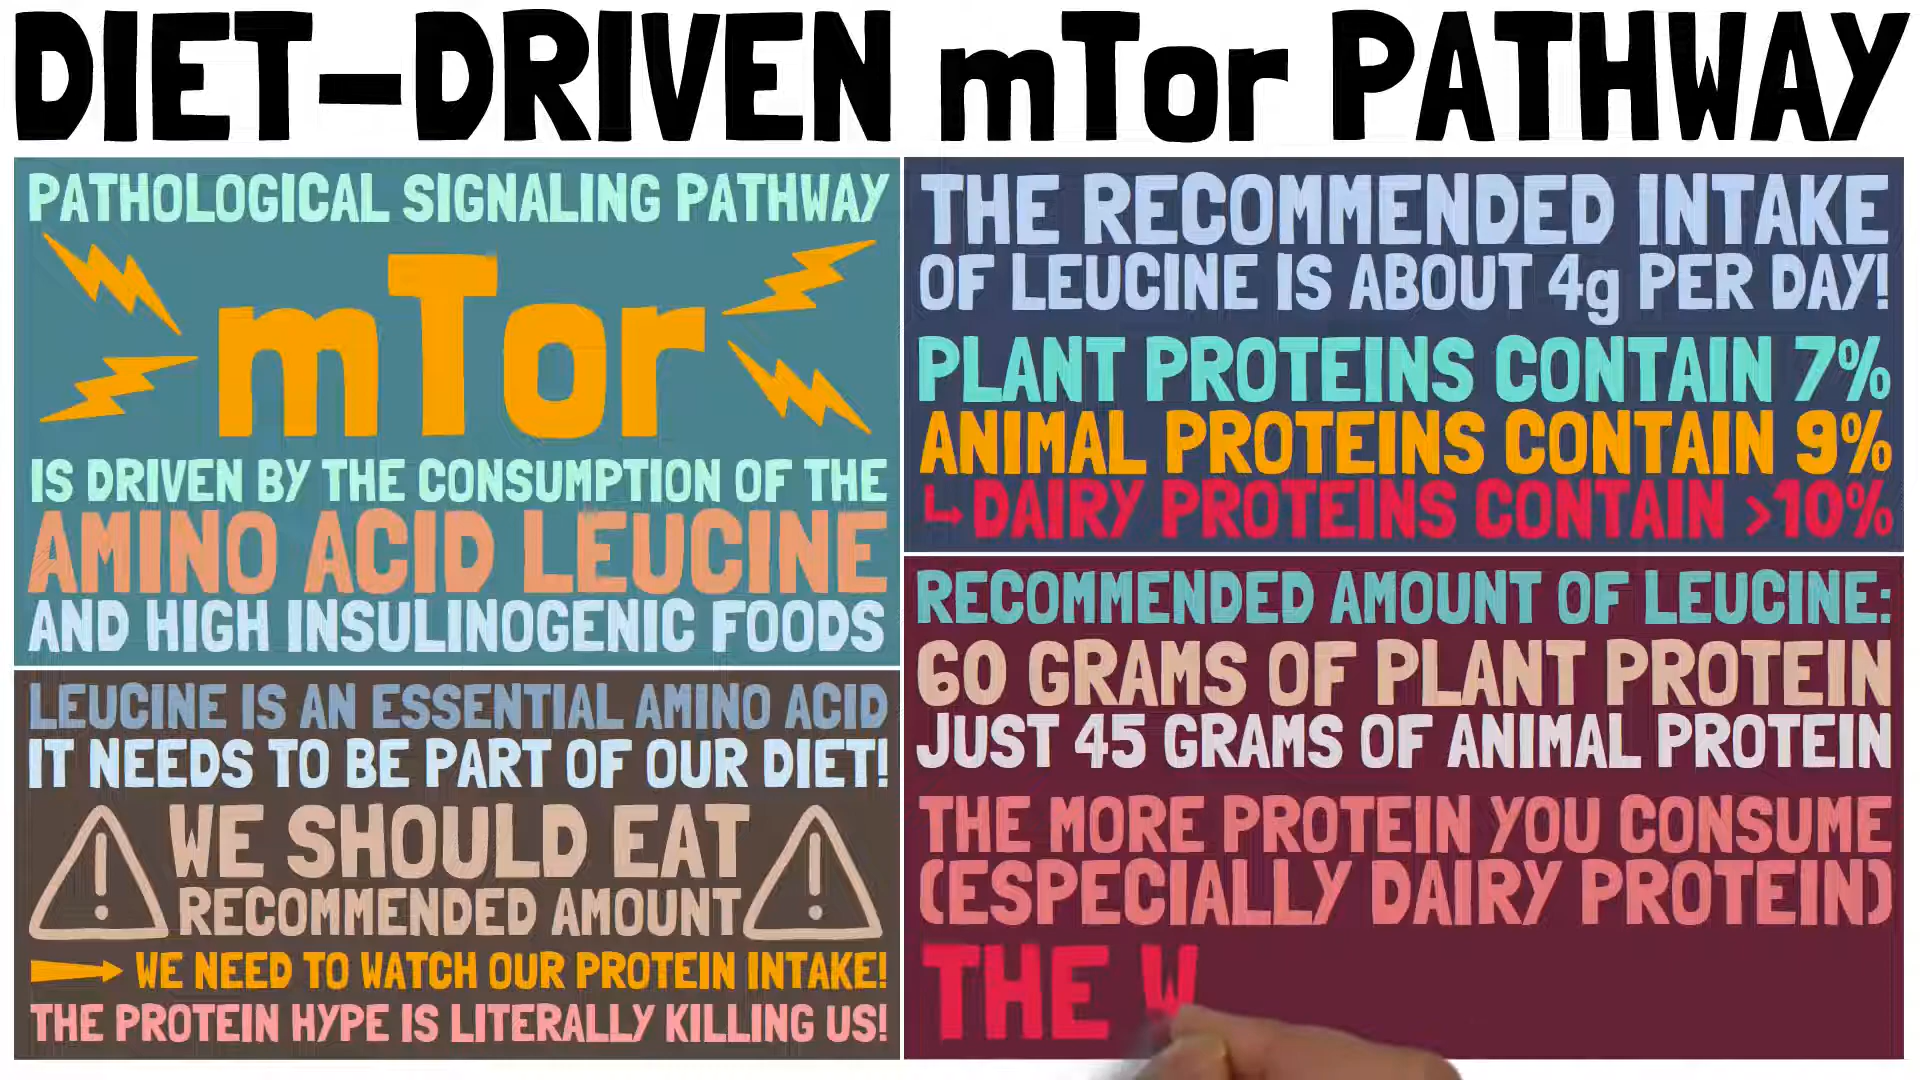 DIET-DRIVEN mTor PATHWAY
PATHOLOGICAL SIGNALING PATHWAY
mTor
IS DRIVEN BY THE CONSUMPTION OF THE
AMINO ACID LEUCINE
AND HIGH INSULINOGENIC FOODS
LEUCINE IS AN ESSENTIAL AMINO ACID
IT NEEDS TO BE PART OF OUR DIET!
WE SHOULD EAT
RECOMMENDED AMOUNT
WE NEED TO WATCH OUR PROTEIN INTAKE!
THE PROTEIN HYPE IS LITERALLY KILLING US!
THE RECOMMENDED INTAKE
OF LEUCINE IS ABOUT 4g PER DAY!
PLANT PROTEINS CONTAIN 7%
ANIMAL PROTEINS CONTAIN 9%
↳ DAIRY PROTEINS CONTAIN >10%
RECOMMENDED AMOUNT OF LEUCINE:
60 GRAMS OF PLANT PROTEIN
JUST 45 GRAMS OF ANIMAL PROTEIN
THE MORE PROTEIN YOU CONSUME
(ESPECIALLY DAIRY PROTEIN)
THE W